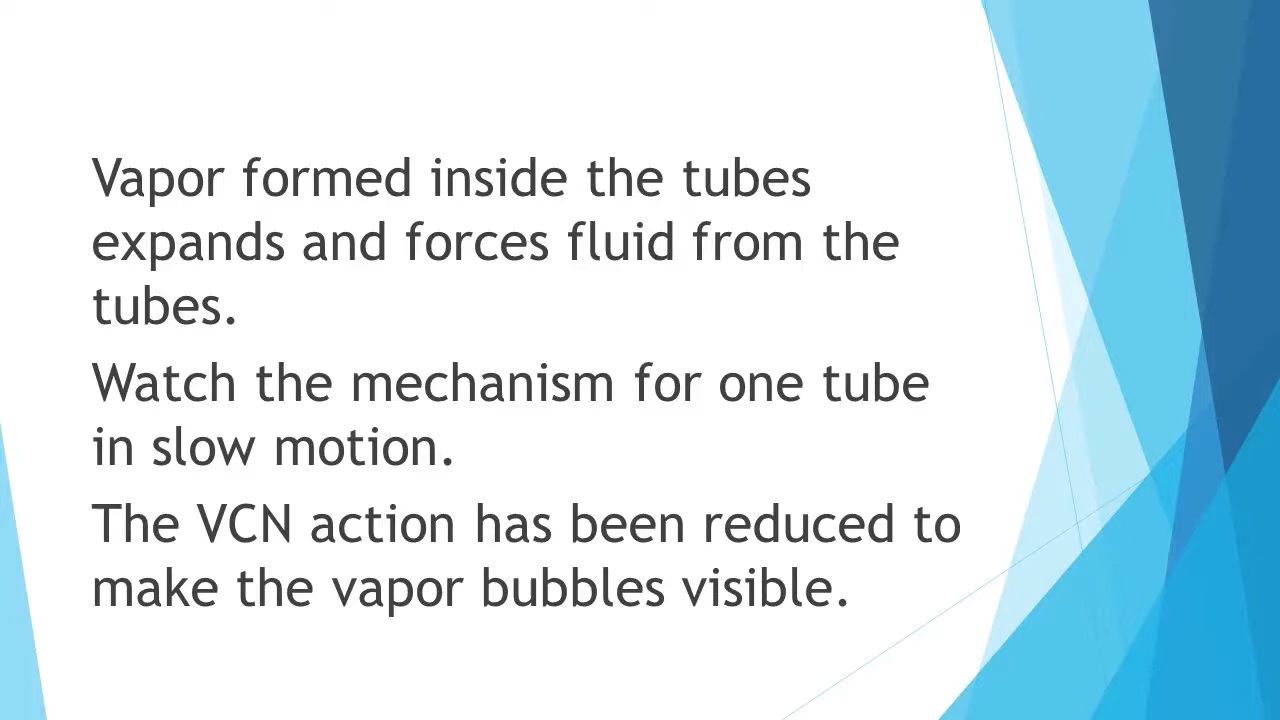 Vapor formed inside the tubes
expands and forces fluid from the
tubes.
Watch the mechanism for one tube
in slow motion.
The VCN action has been reduced to
make the vapor bubbles visible.